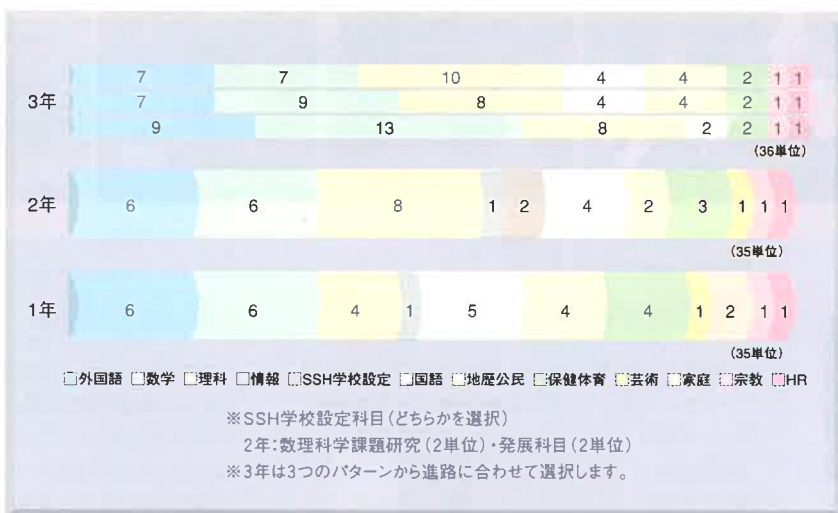 3年
7 7 10 4 4 2 1 1
7 9 8 4 4 2 1 1
9 13 8 2 2 1 1
(36単位)
2年 6 6 8 1 2 4 2 3 1 1 1
(35単位)
1年 6 6 4 1 5 4 4 1 2 1 1
(35単位)
外国語 数学 理科 情報 SSH学校設定 国語 地歴公民 保健体育 芸術 家庭 宗教 HR
※SSH学校設定科目(どちらかを選択)
2年:数理科学課題研究(2単位)・発展科目(2単位)
※3年は3つのパターンから進路に合わせて選択します。